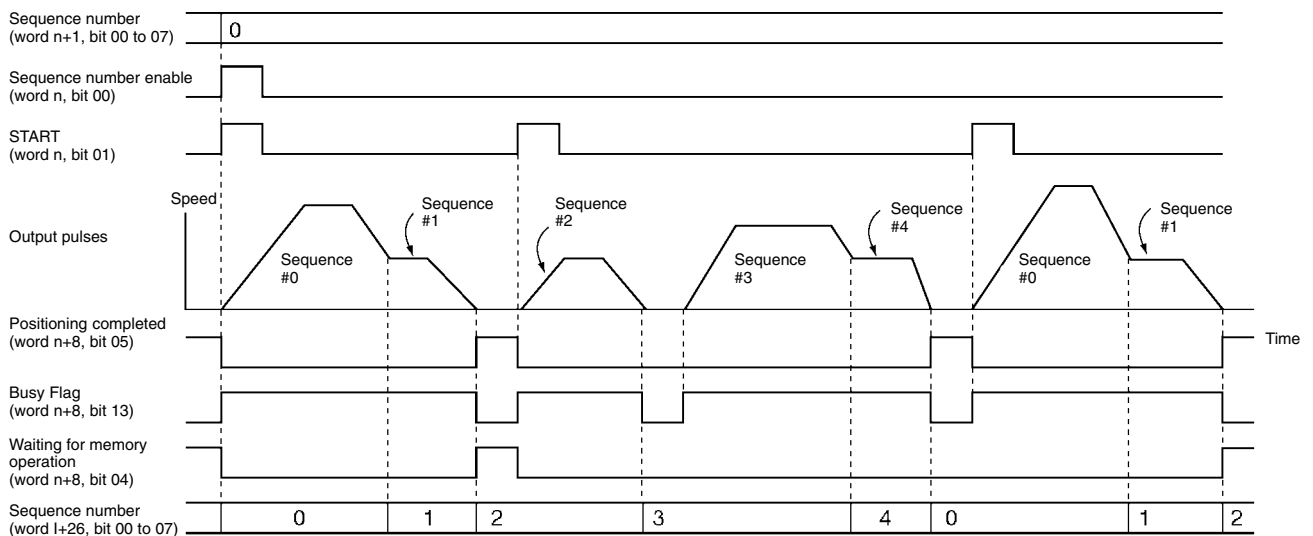 Sequence number
(word n+1, bit 00 to 07)
0
Sequence number enable
(word n, bit 00)
START
(word n, bit 01)
Speed
Output pulses
Sequence
#0
Sequence
#1
Sequence
#2
Sequence
#3
Sequence
#4
Sequence
#0
Sequence
#1
Positioning completed
(word n+8, bit 05)
Time
Busy Flag
(word n+8, bit 13)
Waiting for memory
operation
(word n+8, bit 04)
Sequence number
(word I+26, bit 00 to 07)
0 1 2 3 4 0 1 2